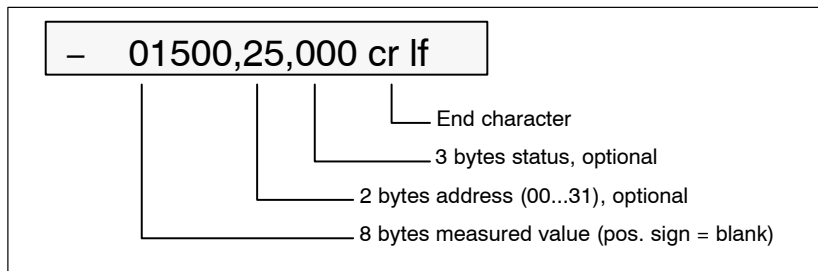 – 01500,25,000 cr lf
End character
3 bytes status, optional
2 bytes address (00...31), optional
8 bytes measured value (pos. sign = blank)